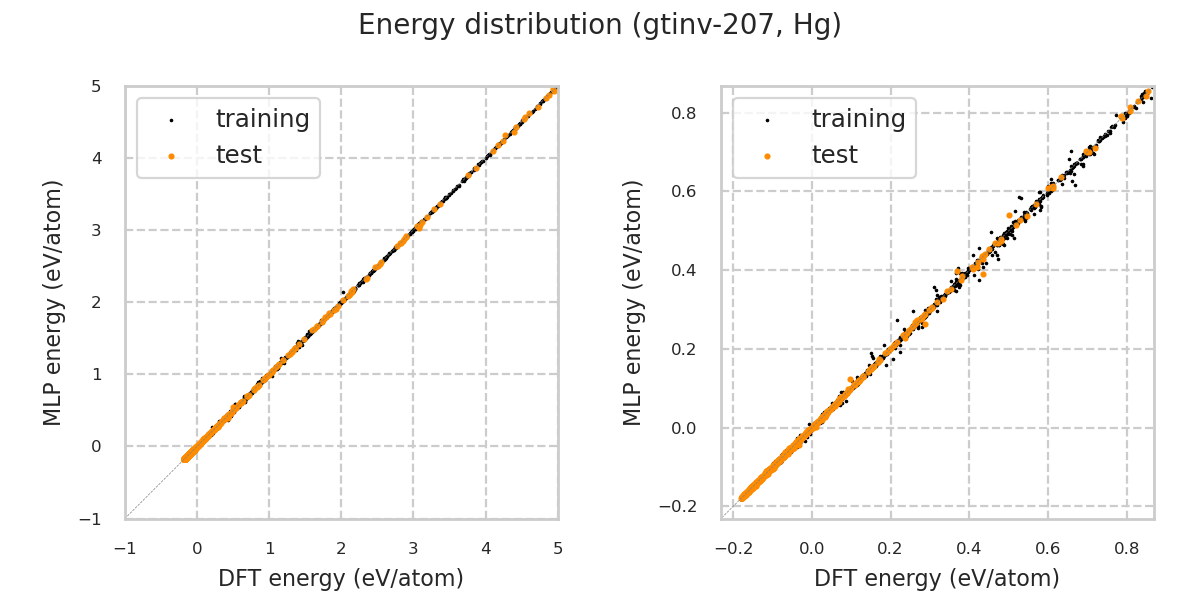 Energy distribution (gtinv-207, Hg)
training
test
MLP energy (eV/atom)
5
4
3
2
1
0
−1
−1 0 1 2 3 4 5
DFT energy (eV/atom)
training
test
MLP energy (eV/atom)
0.8
0.6
0.4
0.2
0.0
−0.2
−0.2 0.0 0.2 0.4 0.6 0.8
DFT energy (eV/atom)